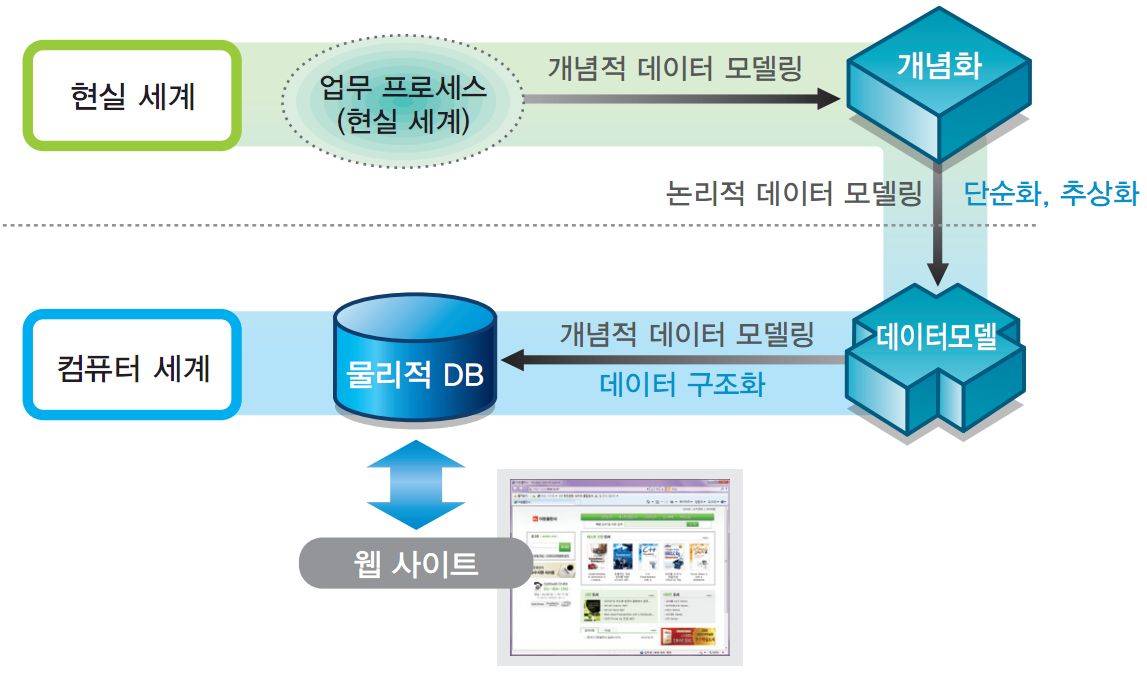 현실 세계
업무 프로세스
(현실 세계)
개념적 데이터 모델링
개념화
논리적 데이터 모델링
단순화, 추상화
컴퓨터 세계
물리적 DB
개념적 데이터 모델링
데이터 구조화
데이터모델
웹 사이트